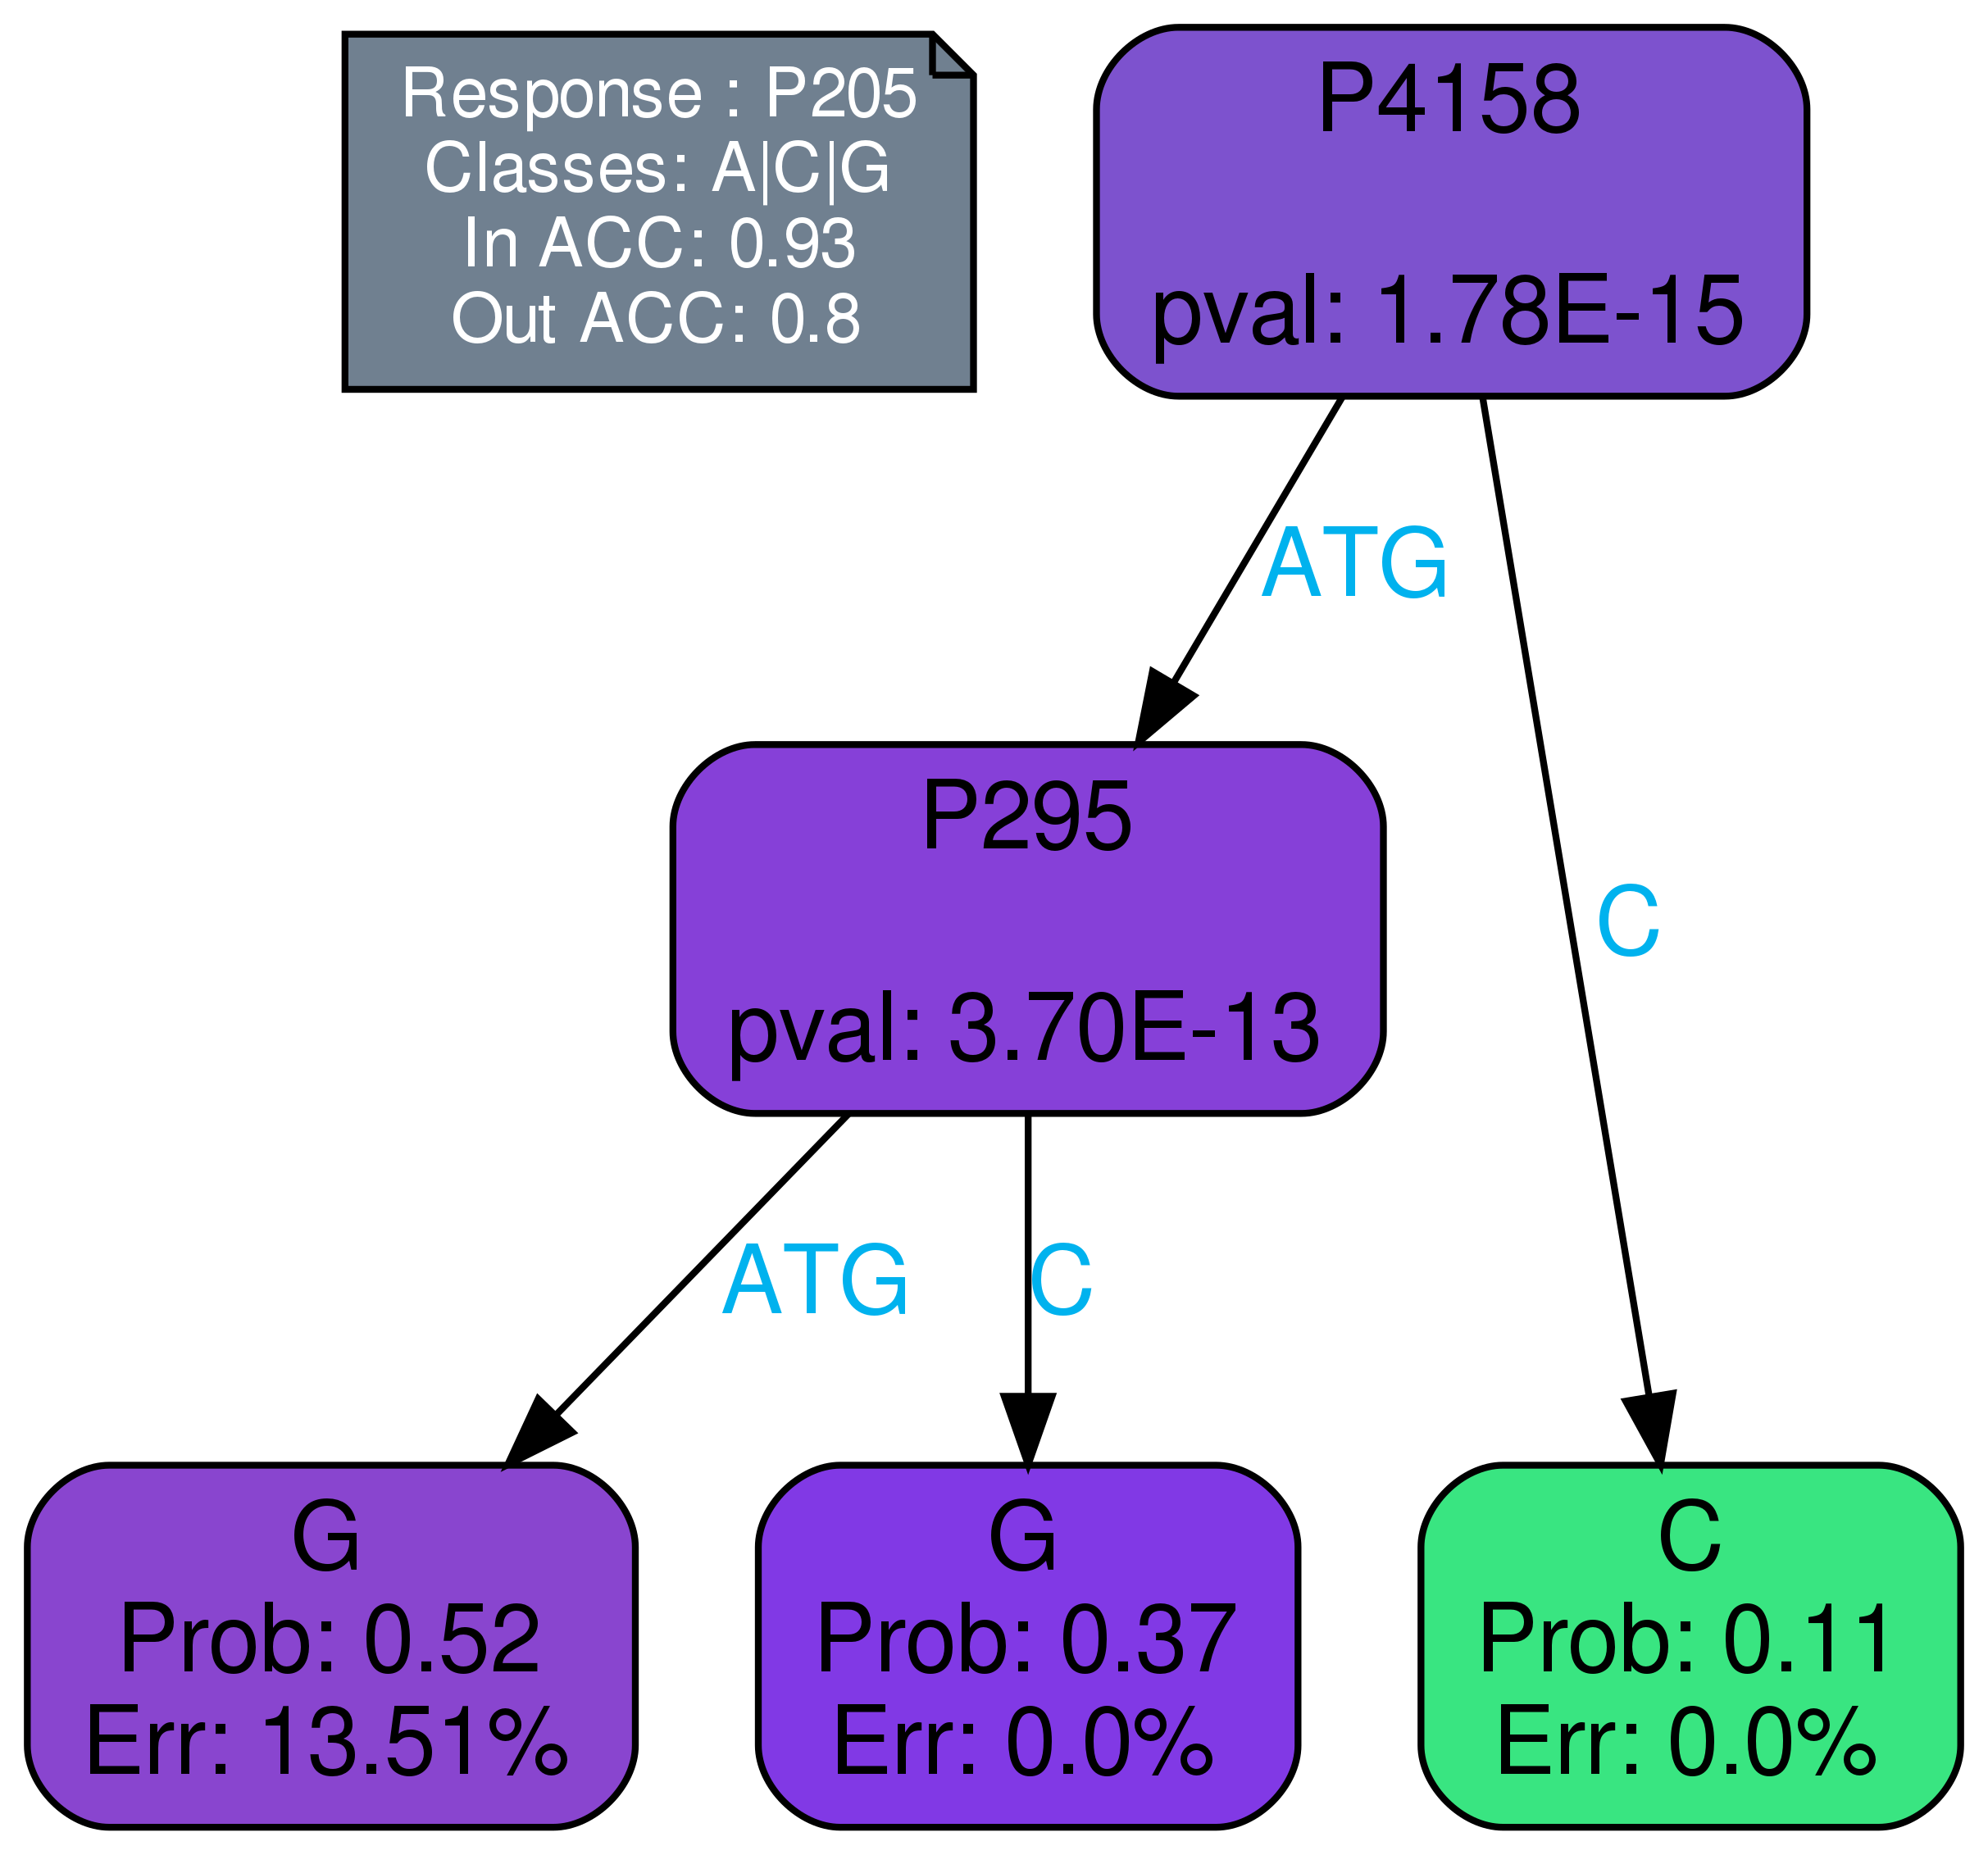 Response : P205
Classes: A|C|G
In ACC: 0.93
Out ACC: 0.8
P4158
pval: 1.78E-15
ATG
C
P295
pval: 3.70E-13
ATG
C
G
Prob: 0.52
Err: 13.51%
G
Prob: 0.37
Err: 0.0%
C
Prob: 0.11
Err: 0.0%